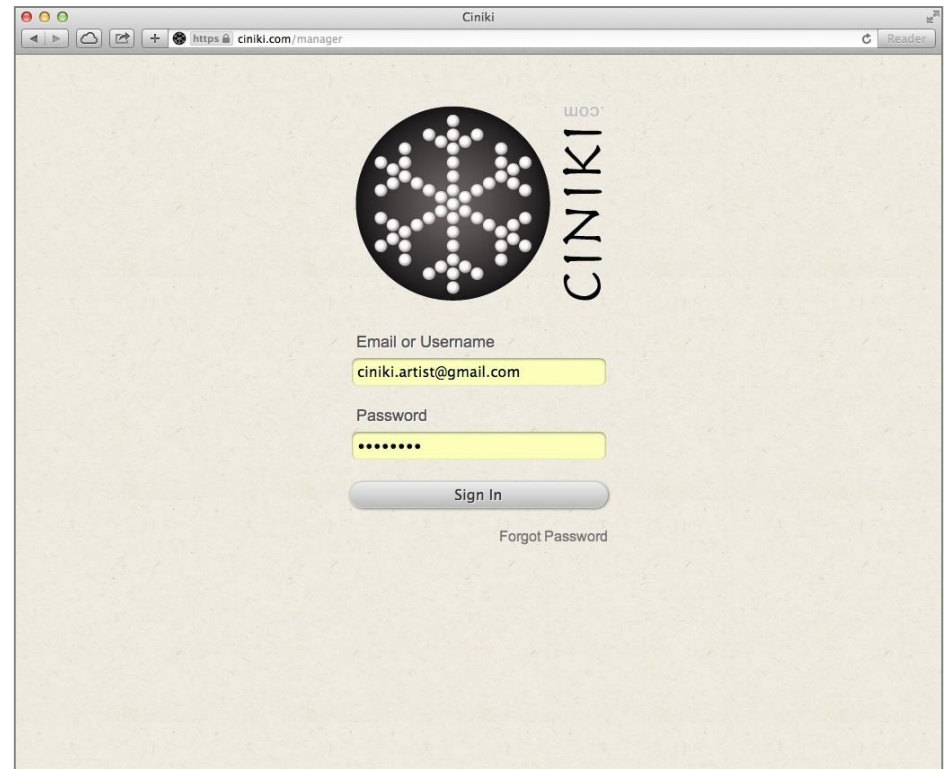 Ciniki
https ciniki.com/manager
Reader
CINIKI
.com
Email or Username
ciniki.artist@gmail.com
Password
••••••••
Sign In
Forgot Password